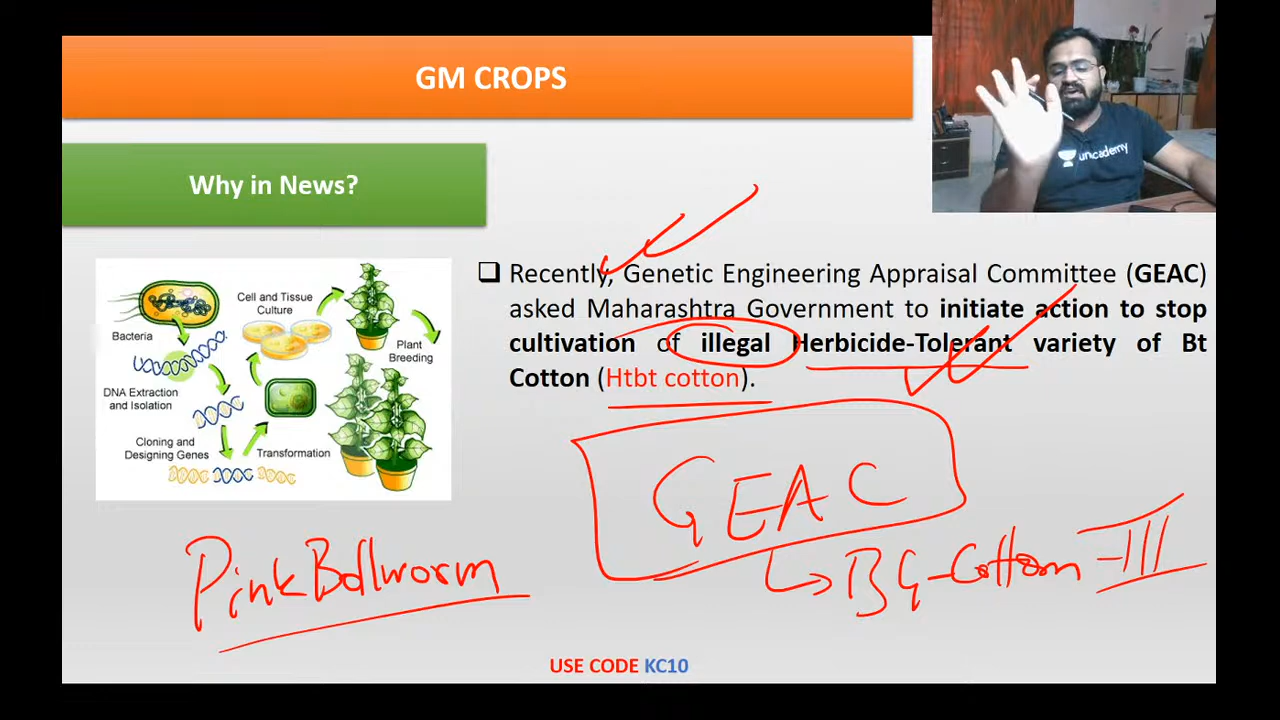 GM CROPS
unacademy
Why in News?
❑ Recently, Genetic Engineering Appraisal Committee (GEAC)
asked Maharashtra Government to initiate action to stop
cultivation of illegal Herbicide-Tolerant variety of Bt
Cotton (Htbt cotton).
Bacteria
Cell and Tissue
Culture
Plant
Breeding
DNA Extraction
and Isolation
Cloning and
Designing Genes
Transformation
GEAC
Pink Bollworm
BG-Cotton-III
USE CODE KC10